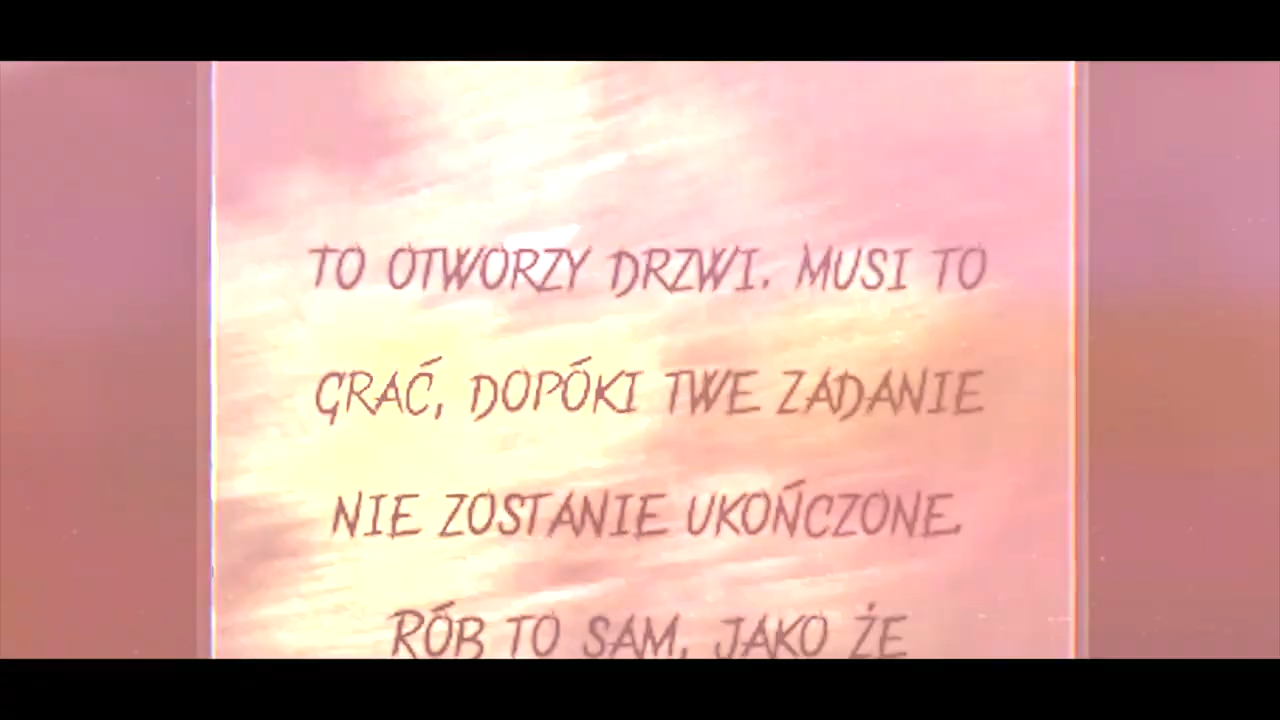 TO OTWORZY DRZWI. MUSI TO
GRAĆ, DOPÓKI TWE ZADANIE
NIE ZOSTANIE UKOŃCZONE.
RÓB TO SAM, JAKO ŻE